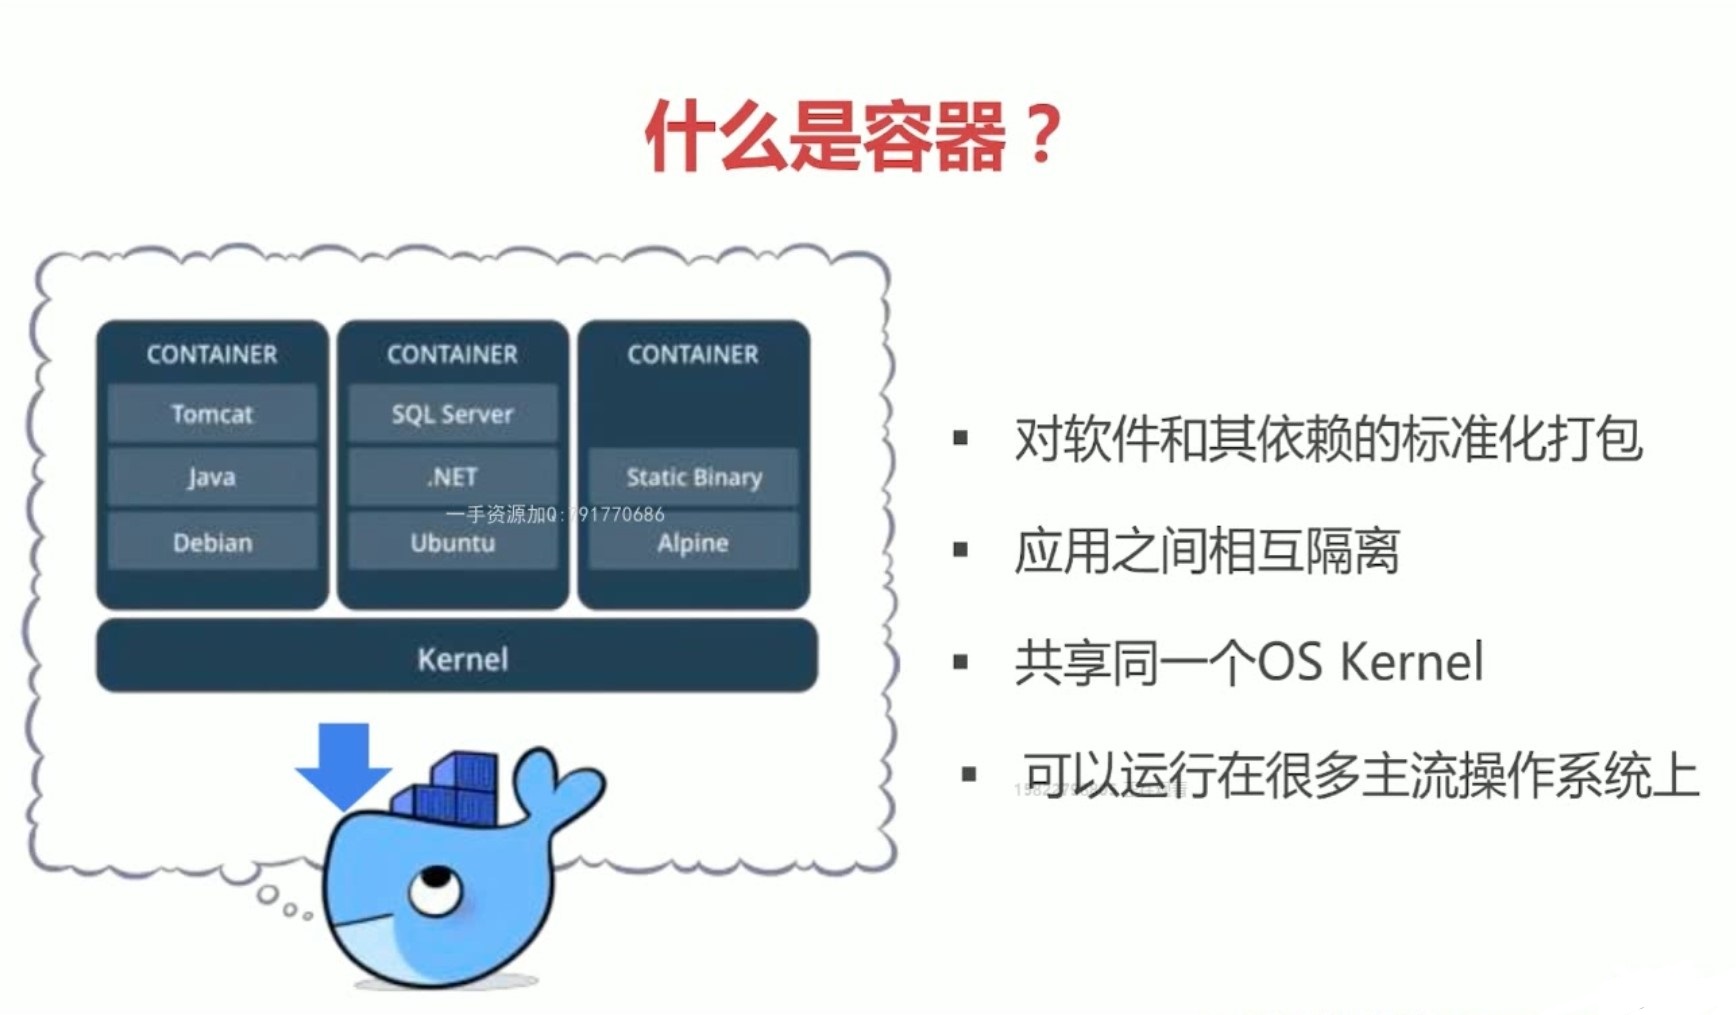 什么是容器？
CONTAINER
Tomcat
Java
Debian
CONTAINER
SQL Server
.NET
Ubuntu
CONTAINER
Static Binary
Alpine
Kernel
▪ 对软件和其依赖的标准化打包
▪ 应用之间相互隔离
▪ 共享同一个OS Kernel
▪ 可以运行在很多主流操作系统上
一手资源加Q:791770686